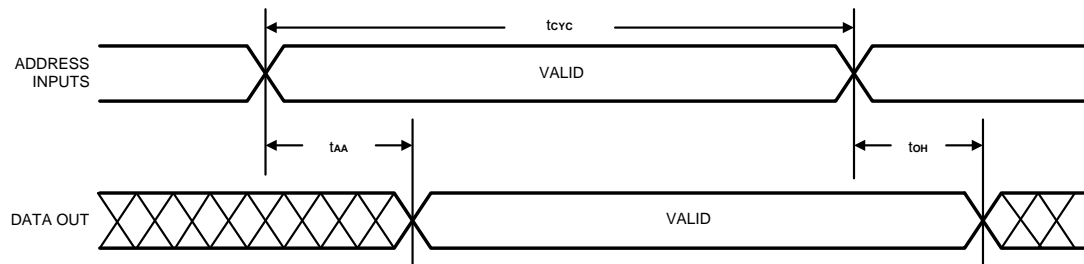 tCYC
ADDRESS
INPUTS
VALID
tAA
tOH
DATA OUT
VALID